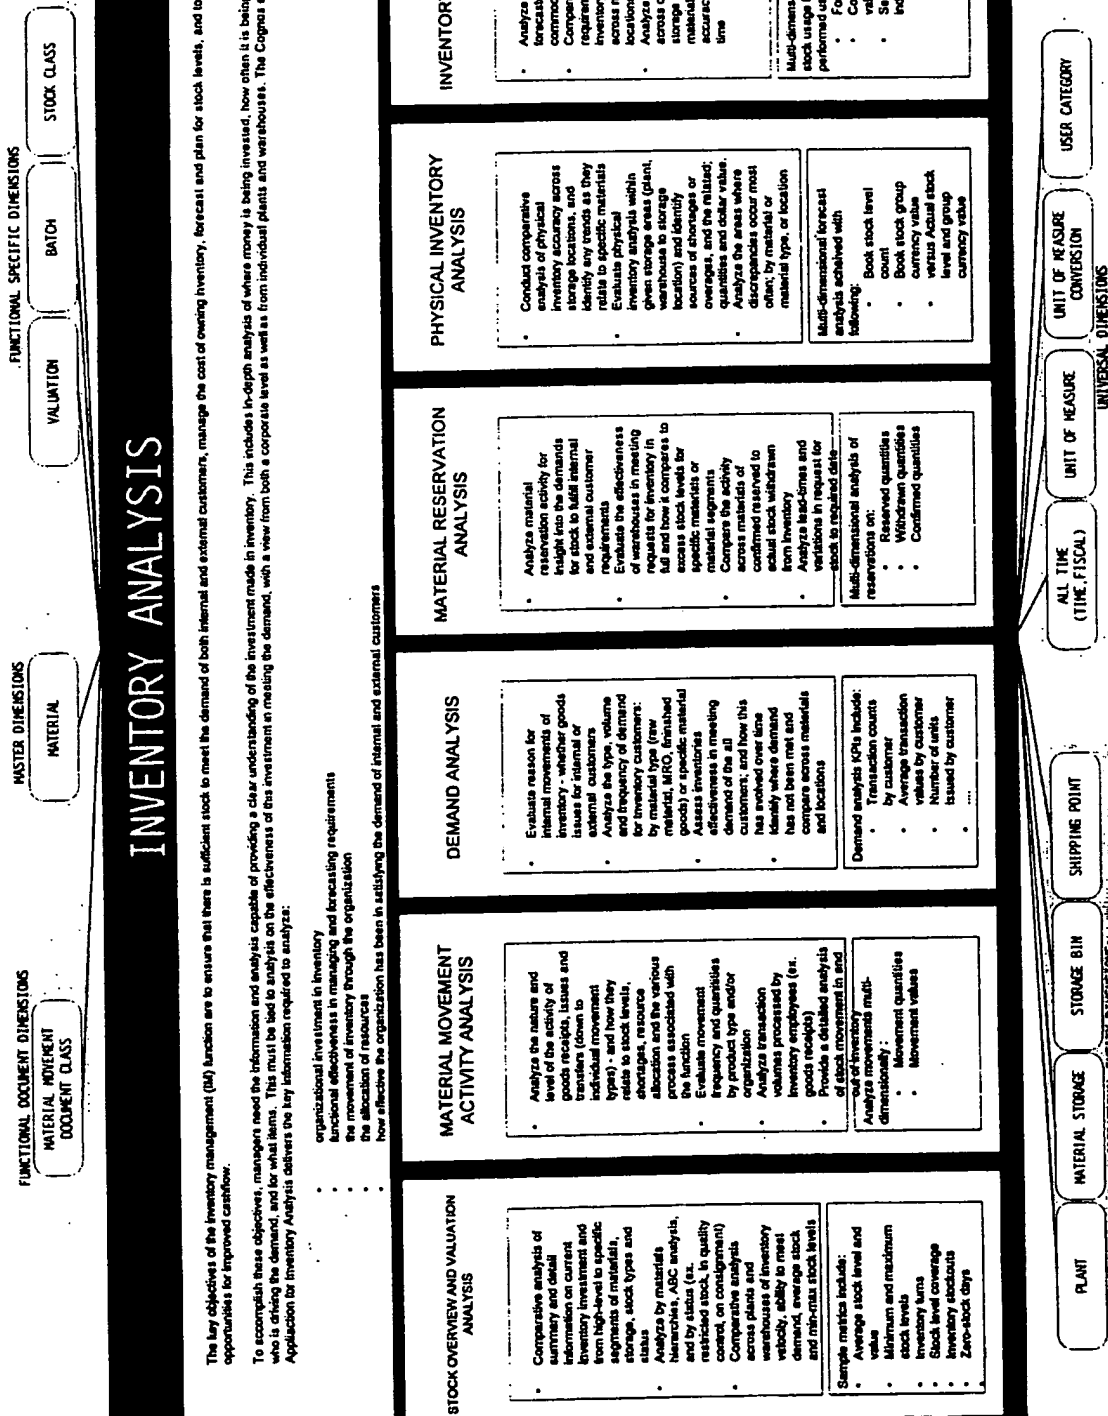 FUNCTIONAL DOCUMENT DIMENSIONS
MASTER DIMENSIONS
FUNCTIONAL SPECIFIC DIMENSIONS
MATERIAL MOVEMENT
DOCUMENT CLASS
MATERIAL
VALUATION
BATCH
STOCK CLASS
INVENTORY ANALYSIS
The key objectives of the inventory management (IM) function are to ensure that there is sufficient stock to meet the demand of both internal and external customers, manage the cost of owning inventory, forecast and plan for stock levels, and to
opportunities for improved cashflow.
To accomplish these objectives, managers need the information and analysis capable of providing a clear understanding of the investment made in inventory. This includes in-depth analysis of where money is being invested, how often it is being
who is driving the demand, and for what items. This must be tied to analysis on the effectiveness of this investment in meeting the demand, with a view from both a corporate level as well as from individual plants and warehouses. The Cognos
Application for Inventory Analysis delivers the key information required to analyze:
• organizational investment in inventory
• functional effectiveness in managing and forecasting requirements
• the movement of inventory through the organization
• the allocation of resources
• how effective the organization has been in satisfying the demand of internal and external customers
STOCK OVERVIEW AND VALUATION
ANALYSIS
• Comparative analysis of
summary and detail
information on current
inventory investment and
from high-level to specific
segments of materials,
storage, stock types and
status
• Analyze by materials
hierarchies, ABC analysis,
and by status (ex.
restricted stock, in quality
control, on consignment)
• Comparative analysis
across plants and
warehouses of inventory
velocity, ability to meet
demand, average stock
and min-max stock levels
Sample metrics include:
• Average stock level and
value
• Minimum and maximum
stock levels
• Inventory turns
• Stock level coverage
• Inventory stockouts
• Zero-stock days
MATERIAL MOVEMENT
ACTIVITY ANALYSIS
• Analyze the nature and
level of the activity of
goods receipts, issues and
transfers (down to
individual movement
types) - and how they
relate to stock levels,
shortages, resource
allocation and the various
process associated with
the function
• Evaluate movement
frequency and quantities
by product type and/or
organization
• Analyze transaction
volumes processed by
inventory employees (ex.
goods receipts)
• Provide a detailed analysis
of stock movement in and
out of inventory
Analyze movements multi-
dimensionally :
• Movement quantities
• Movement values
DEMAND ANALYSIS
• Evaluate reason for
internal movements of
inventory - whether goods
issues for internal or
external customers
• Analyze the type, volume
and frequency of demand
for inventory customers:
by material type (raw
material, MRO, fininshed
goods) or specific material
• Assess inventories
effectiveness in meeting
demand of the all
customers; and how this
has evolved over time
• Identify where demand
has not been met and
compare across materials
and locations
Demand analysis KPIs include:
• Transaction counts
by customer
• Average transaction
values by customer
• Number of units
issued by customer
• ....
MATERIAL RESERVATION
ANALYSIS
• Analyze material
reservation activity for
insight into the demands
for stock to fulfill internal
and external customer
requirements
• Evaluate the effectiveness
of warehouses in meeting
requests for inventory in
full and how it compares to
excess stock levels for
specific materials or
material segments
• Compare the activity
across materials of
confirmed reserved to
actual stock withdrawn
from inventory
• Analyze lead-times and
variations in request for
stock to required date
Multi-dimensional analysis of
reservations on:
• Reserved quantities
• Withdrawn quantities
• Confirmed quantities
PHYSICAL INVENTORY
ANALYSIS
• Conduct comparative
analysis of physical
inventory accuracy across
storage locations, and
identify any trends as they
relate to specific materials
• Evaluate physical
inventory analysis within
given storage areas (plant,
warehouse to storage
location) and identify
sources of shortages or
overages, and the related;
quantities and dollar value.
• Analyze the areas where
discrepancies occur most
often; by material or
material type, or location
Multi-dimensional forecast
analysis acheived with
following:
• Book stock level
count
• Book stock group
currency value
• versus Actual stock
level and group
• currency value
INVENTORY
• Analyze
forecast
commod
• Compar
requirem
inventor
across m
location
• Analyze
across
storage
material
accurac
time
Multi-dimens
stock usage
performed us
• Fo
• Co
va
• Se
ind
PLANT
MATERIAL STORAGE
STORAGE BIN
SHIPPING POINT
ALL TIME
(TIME,FISCAL)
UNIT OF MEASURE
UNIT OF MEASURE
CONVERSION
USER CATEGORY
UNIVERSAL DIMENSIONS